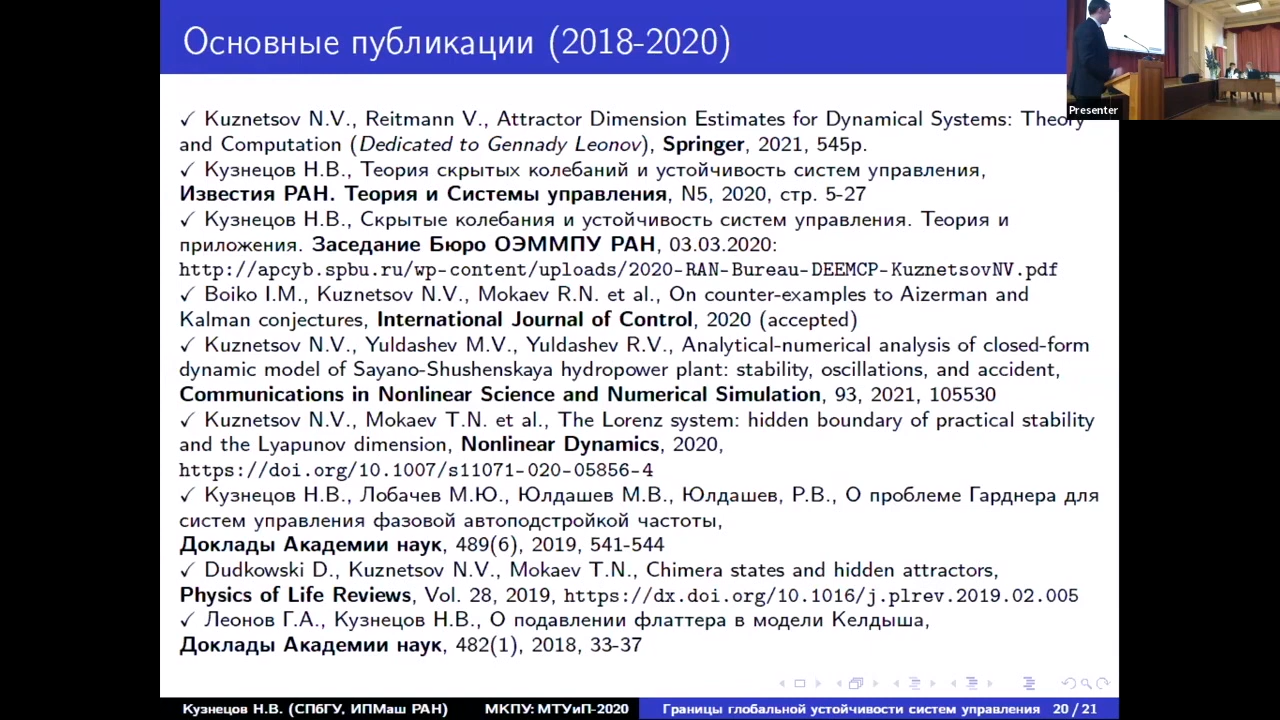 Основные публикации (2018-2020)
Presenter
✓ Kuznetsov N.V., Reitmann V., Attractor Dimension Estimates for Dynamical Systems: Theory
and Computation (Dedicated to Gennady Leonov), Springer, 2021, 545p.
✓ Кузнецов Н.В., Теория скрытых колебаний и устойчивость систем управления,
Известия РАН. Теория и Системы управления, N5, 2020, стр. 5-27
✓ Кузнецов Н.В., Скрытые колебания и устойчивость систем управления. Теория и
приложения. Заседание Бюро ОЭММПУ РАН, 03.03.2020:
http://apcyb.spbu.ru/wp-content/uploads/2020-RAN-Bureau-DEEMCP-KuznetsovNV.pdf
✓ Boiko I.M., Kuznetsov N.V., Mokaev R.N. et al., On counter-examples to Aizerman and
Kalman conjectures, International Journal of Control, 2020 (accepted)
✓ Kuznetsov N.V., Yuldashev M.V., Yuldashev R.V., Analytical-numerical analysis of closed-form
dynamic model of Sayano-Shushenskaya hydropower plant: stability, oscillations, and accident,
Communications in Nonlinear Science and Numerical Simulation, 93, 2021, 105530
✓ Kuznetsov N.V., Mokaev T.N. et al., The Lorenz system: hidden boundary of practical stability
and the Lyapunov dimension, Nonlinear Dynamics, 2020,
https://doi.org/10.1007/s11071-020-05856-4
✓ Кузнецов Н.В., Лобачев М.Ю., Юлдашев М.В., Юлдашев, Р.В., О проблеме Гарднера для
систем управления фазовой автоподстройкой частоты,
Доклады Академии наук, 489(6), 2019, 541-544
✓ Dudkowski D., Kuznetsov N.V., Mokaev T.N., Chimera states and hidden attractors,
Physics of Life Reviews, Vol. 28, 2019, https://dx.doi.org/10.1016/j.plrev.2019.02.005
✓ Леонов Г.А., Кузнецов Н.В., О подавлении флаттера в модели Келдыша,
Доклады Академии наук, 482(1), 2018, 33-37
Кузнецов Н.В. (СПбГУ, ИПМаш РАН) МКПУ: МТУиП-2020 Границы глобальной устойчивости систем управления 20 / 21